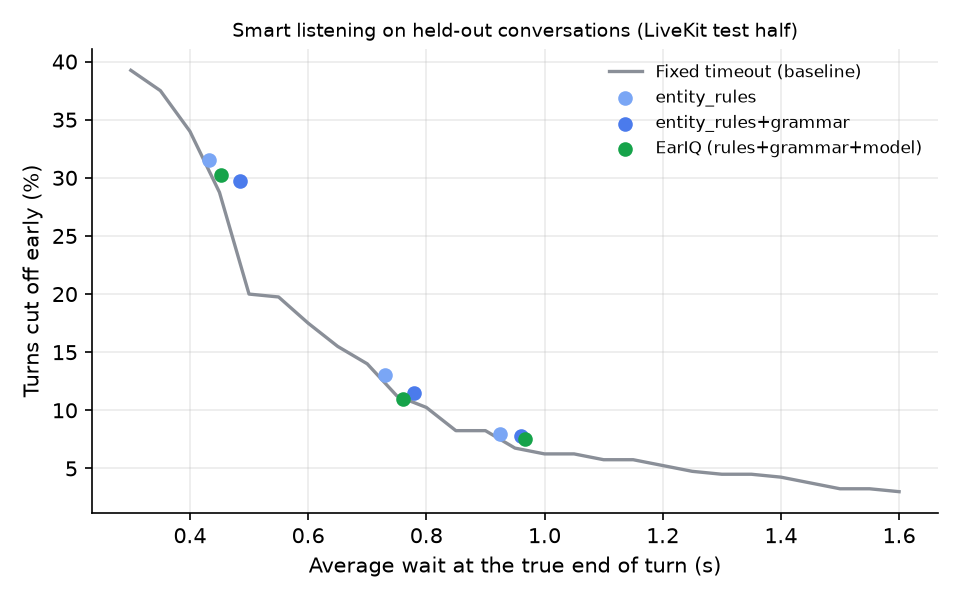 Smart listening on held-out conversations (LiveKit test half)
Fixed timeout (baseline)
entity_rules
entity_rules+grammar
EarIQ (rules+grammar+model)
Turns cut off early (%)
40
35
30
25
20
15
10
5
0.4 0.6 0.8 1.0 1.2 1.4 1.6
Average wait at the true end of turn (s)